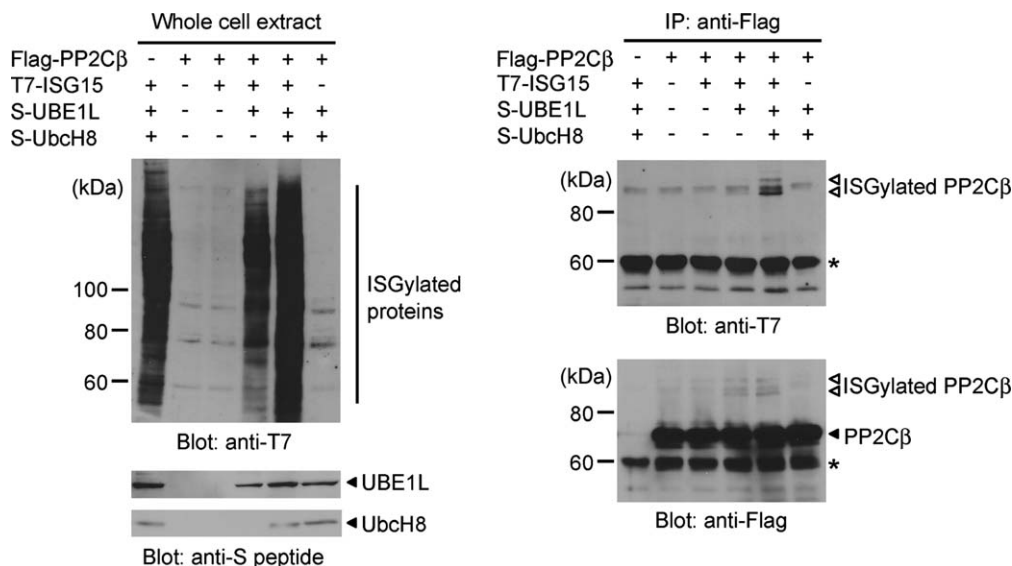 Whole cell extract
Flag-PP2Cβ - + + + + +
T7-ISG15 + - + + + -
S-UBE1L + - - + + +
S-UbcH8 + - - - + +
(kDa)
100
80
60
ISGylated
proteins
Blot: anti-T7
UBE1L
UbcH8
Blot: anti-S peptide
IP: anti-Flag
Flag-PP2Cβ - + + + + +
T7-ISG15 + - + + + -
S-UBE1L + - - + + +
S-UbcH8 + - - - + +
(kDa)
ISGylated PP2Cβ
80
60
*
Blot: anti-T7
(kDa)
ISGylated PP2Cβ
80
PP2Cβ
60
*
Blot: anti-Flag